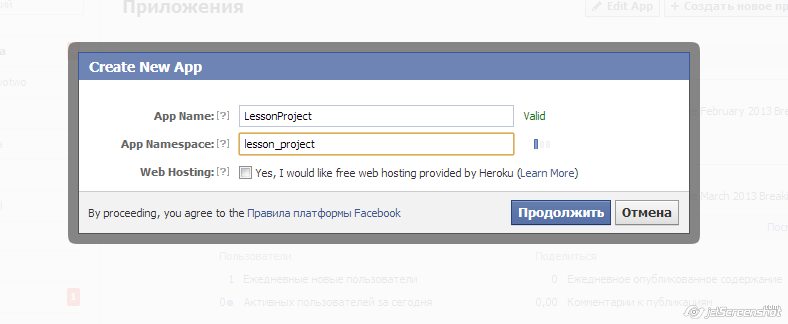 Приложения
Edit App
+ Создать новое пр
Create New App
App Name: [?] LessonProject Valid
App Namespace: [?] lesson_project
Web Hosting: [?] Yes, I would like free web hosting provided by Heroku (Learn More)
By proceeding, you agree to the Правила платформы Facebook
Продолжить
Отмена
February 2013 Break
March 2013 Break
Пос
Пользователи
Поделиться
1 Ежедневные новые пользователи
0 Ежедневное опубликованное содержание
1
0 Активных пользователей за сегодня
0,00 Комментарии к публикациям
jetScreenshot